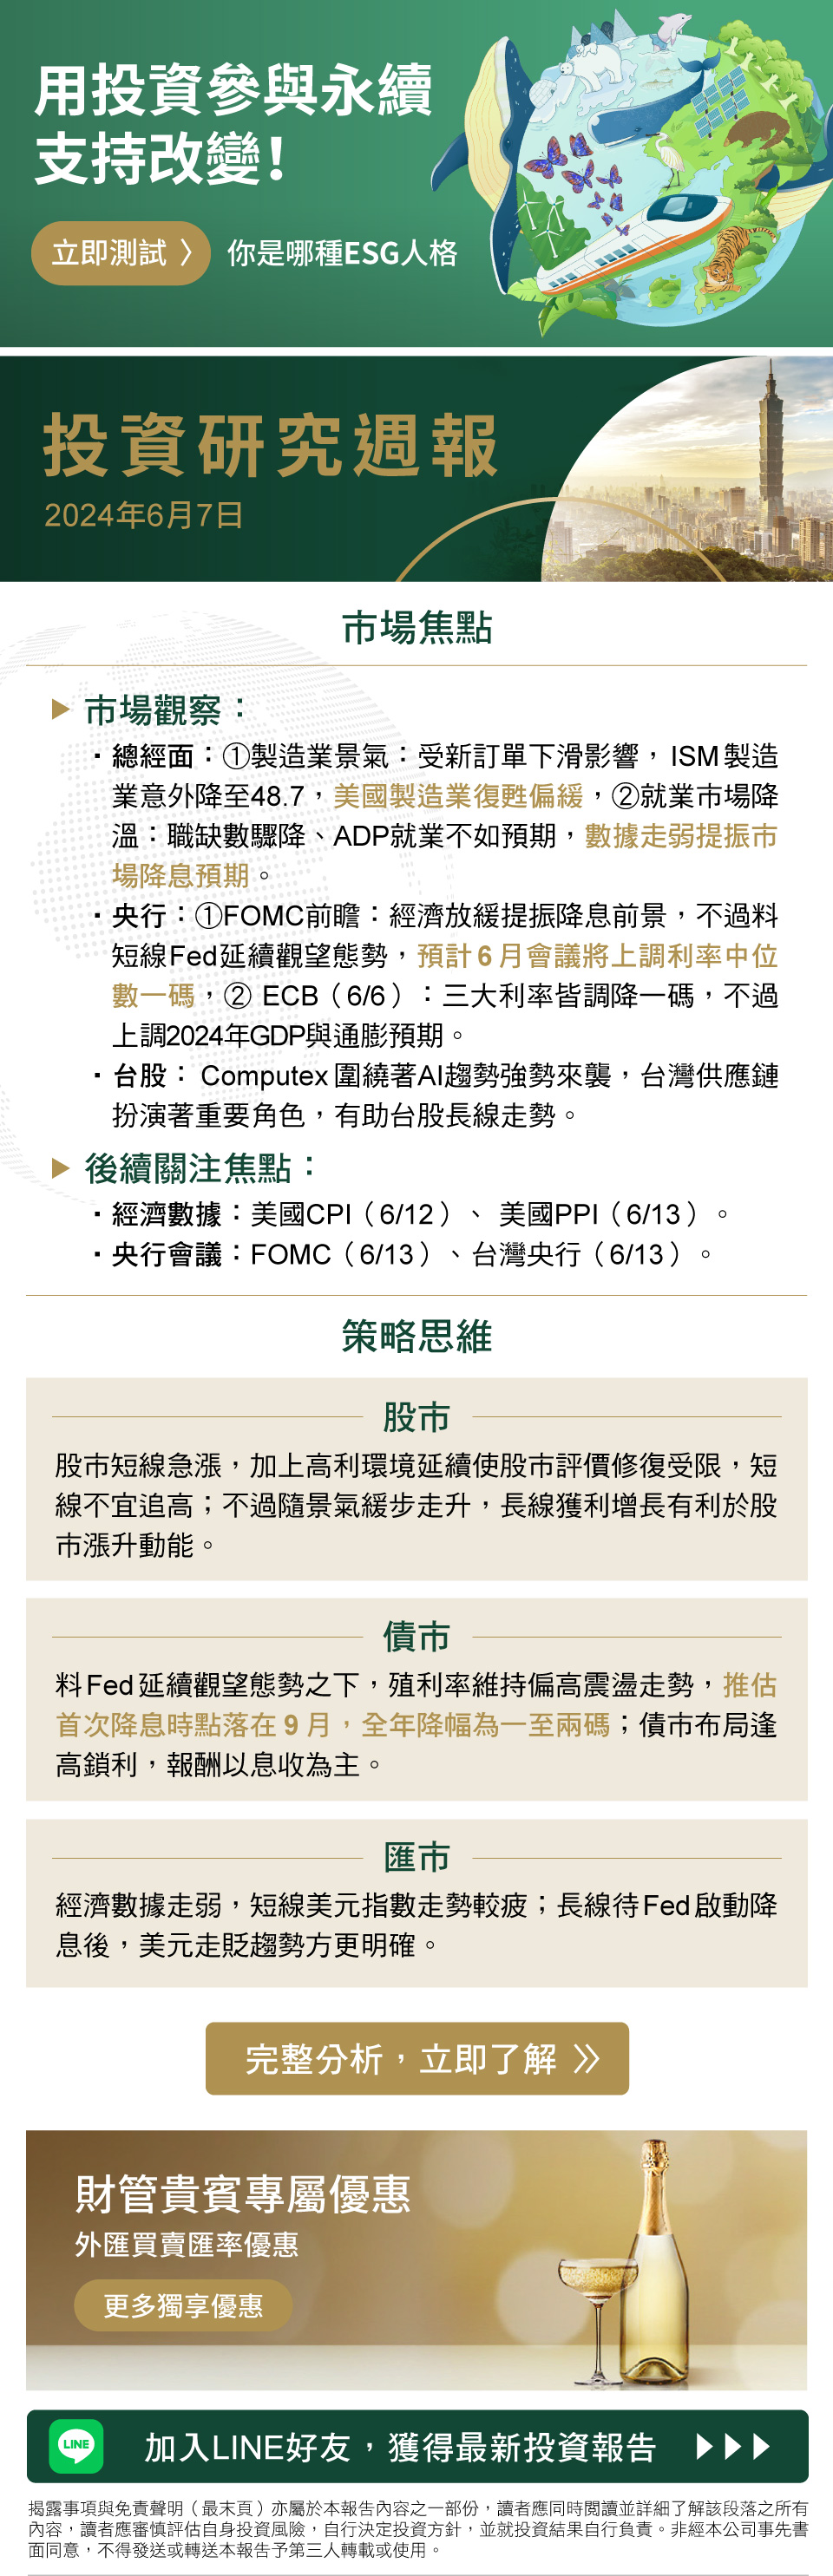 用投資參與永續
支持改變！
立即測試 〉 你是哪種ESG人格
投資研究週報
2024年6月7日
市場焦點
▶ 市場觀察：
▪ 總經面：①製造業景氣：受新訂單下滑影響，ISM製造
業意外降至48.7，美國製造業復甦偏緩，②就業市場降
溫：職缺數驟降、ADP就業不如預期，數據走弱提振市
場降息預期。
▪ 央行：①FOMC前瞻：經濟放緩提振降息前景，不過料
短線Fed延續觀望態勢，預計6月會議將上調利率中位
數一碼，② ECB（6/6）：三大利率皆調降一碼，不過
上調2024年GDP與通膨預期。
▪ 台股： Computex圍繞著AI趨勢強勢來襲，台灣供應鏈
扮演著重要角色，有助台股長線走勢。
▶ 後續關注焦點：
▪ 經濟數據：美國CPI（6/12）、 美國PPI（6/13）。
▪ 央行會議：FOMC（6/13）、台灣央行（6/13）。
策略思維
股市
股市短線急漲，加上高利環境延續使股市評價修復受限，短
線不宜追高；不過隨景氣緩步走升，長線獲利增長有利於股
市漲升動能。
債市
料Fed延續觀望態勢之下，殖利率維持偏高震盪走勢，推估
首次降息時點落在9月，全年降幅為一至兩碼；債市布局逢
高鎖利，報酬以息收為主。
匯市
經濟數據走弱，短線美元指數走勢較疲；長線待Fed啟動降
息後，美元走貶趨勢方更明確。
完整分析，立即了解 》
財管貴賓專屬優惠
外匯買賣匯率優惠
更多獨享優惠
LINE 加入LINE好友，獲得最新投資報告 ▶▶▶
揭露事項與免責聲明（最末頁）亦屬於本報告內容之一部份，讀者應同時閱讀並詳細了解該段落之所有
內容，讀者應審慎評估自身投資風險，自行決定投資方針，並就投資結果自行負責。非經本公司事先書
面同意，不得發送或轉送本報告予第三人轉載或使用。